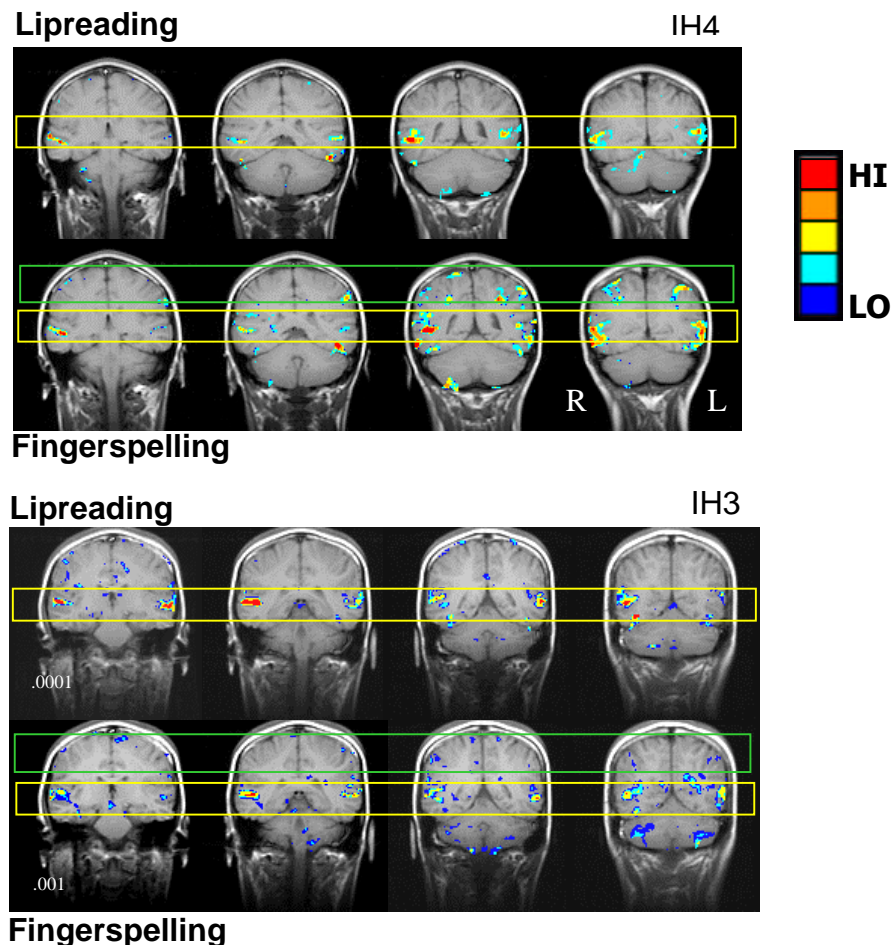 Lipreading
IH4
HI
LO
R
L
Fingerspelling
Lipreading
IH3
.0001
.001
Fingerspelling